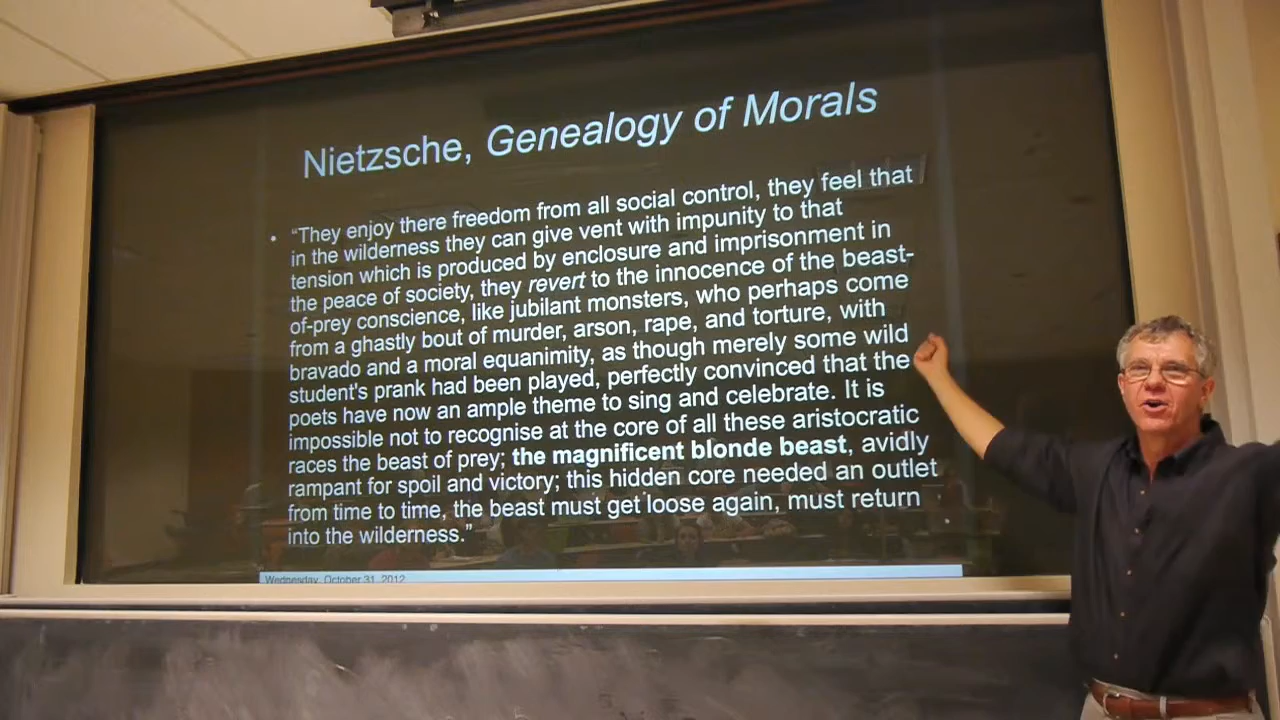 Nietzsche, Genealogy of Morals
• “They enjoy there freedom from all social control, they feel that
in the wilderness they can give vent with impunity to that
tension which is produced by enclosure and imprisonment in
the peace of society, they revert to the innocence of the beast-
of-prey conscience, like jubilant monsters, who perhaps come
from a ghastly bout of murder, arson, rape, and torture, with
bravado and a moral equanimity, as though merely some wild
student's prank had been played, perfectly convinced that the
poets have now an ample theme to sing and celebrate. It is
impossible not to recognise at the core of all these aristocratic
races the beast of prey; the magnificent blonde beast, avidly
rampant for spoil and victory; this hidden core needed an outlet
from time to time, the beast must get loose again, must return
into the wilderness.”
Wednesday, October 31, 2012